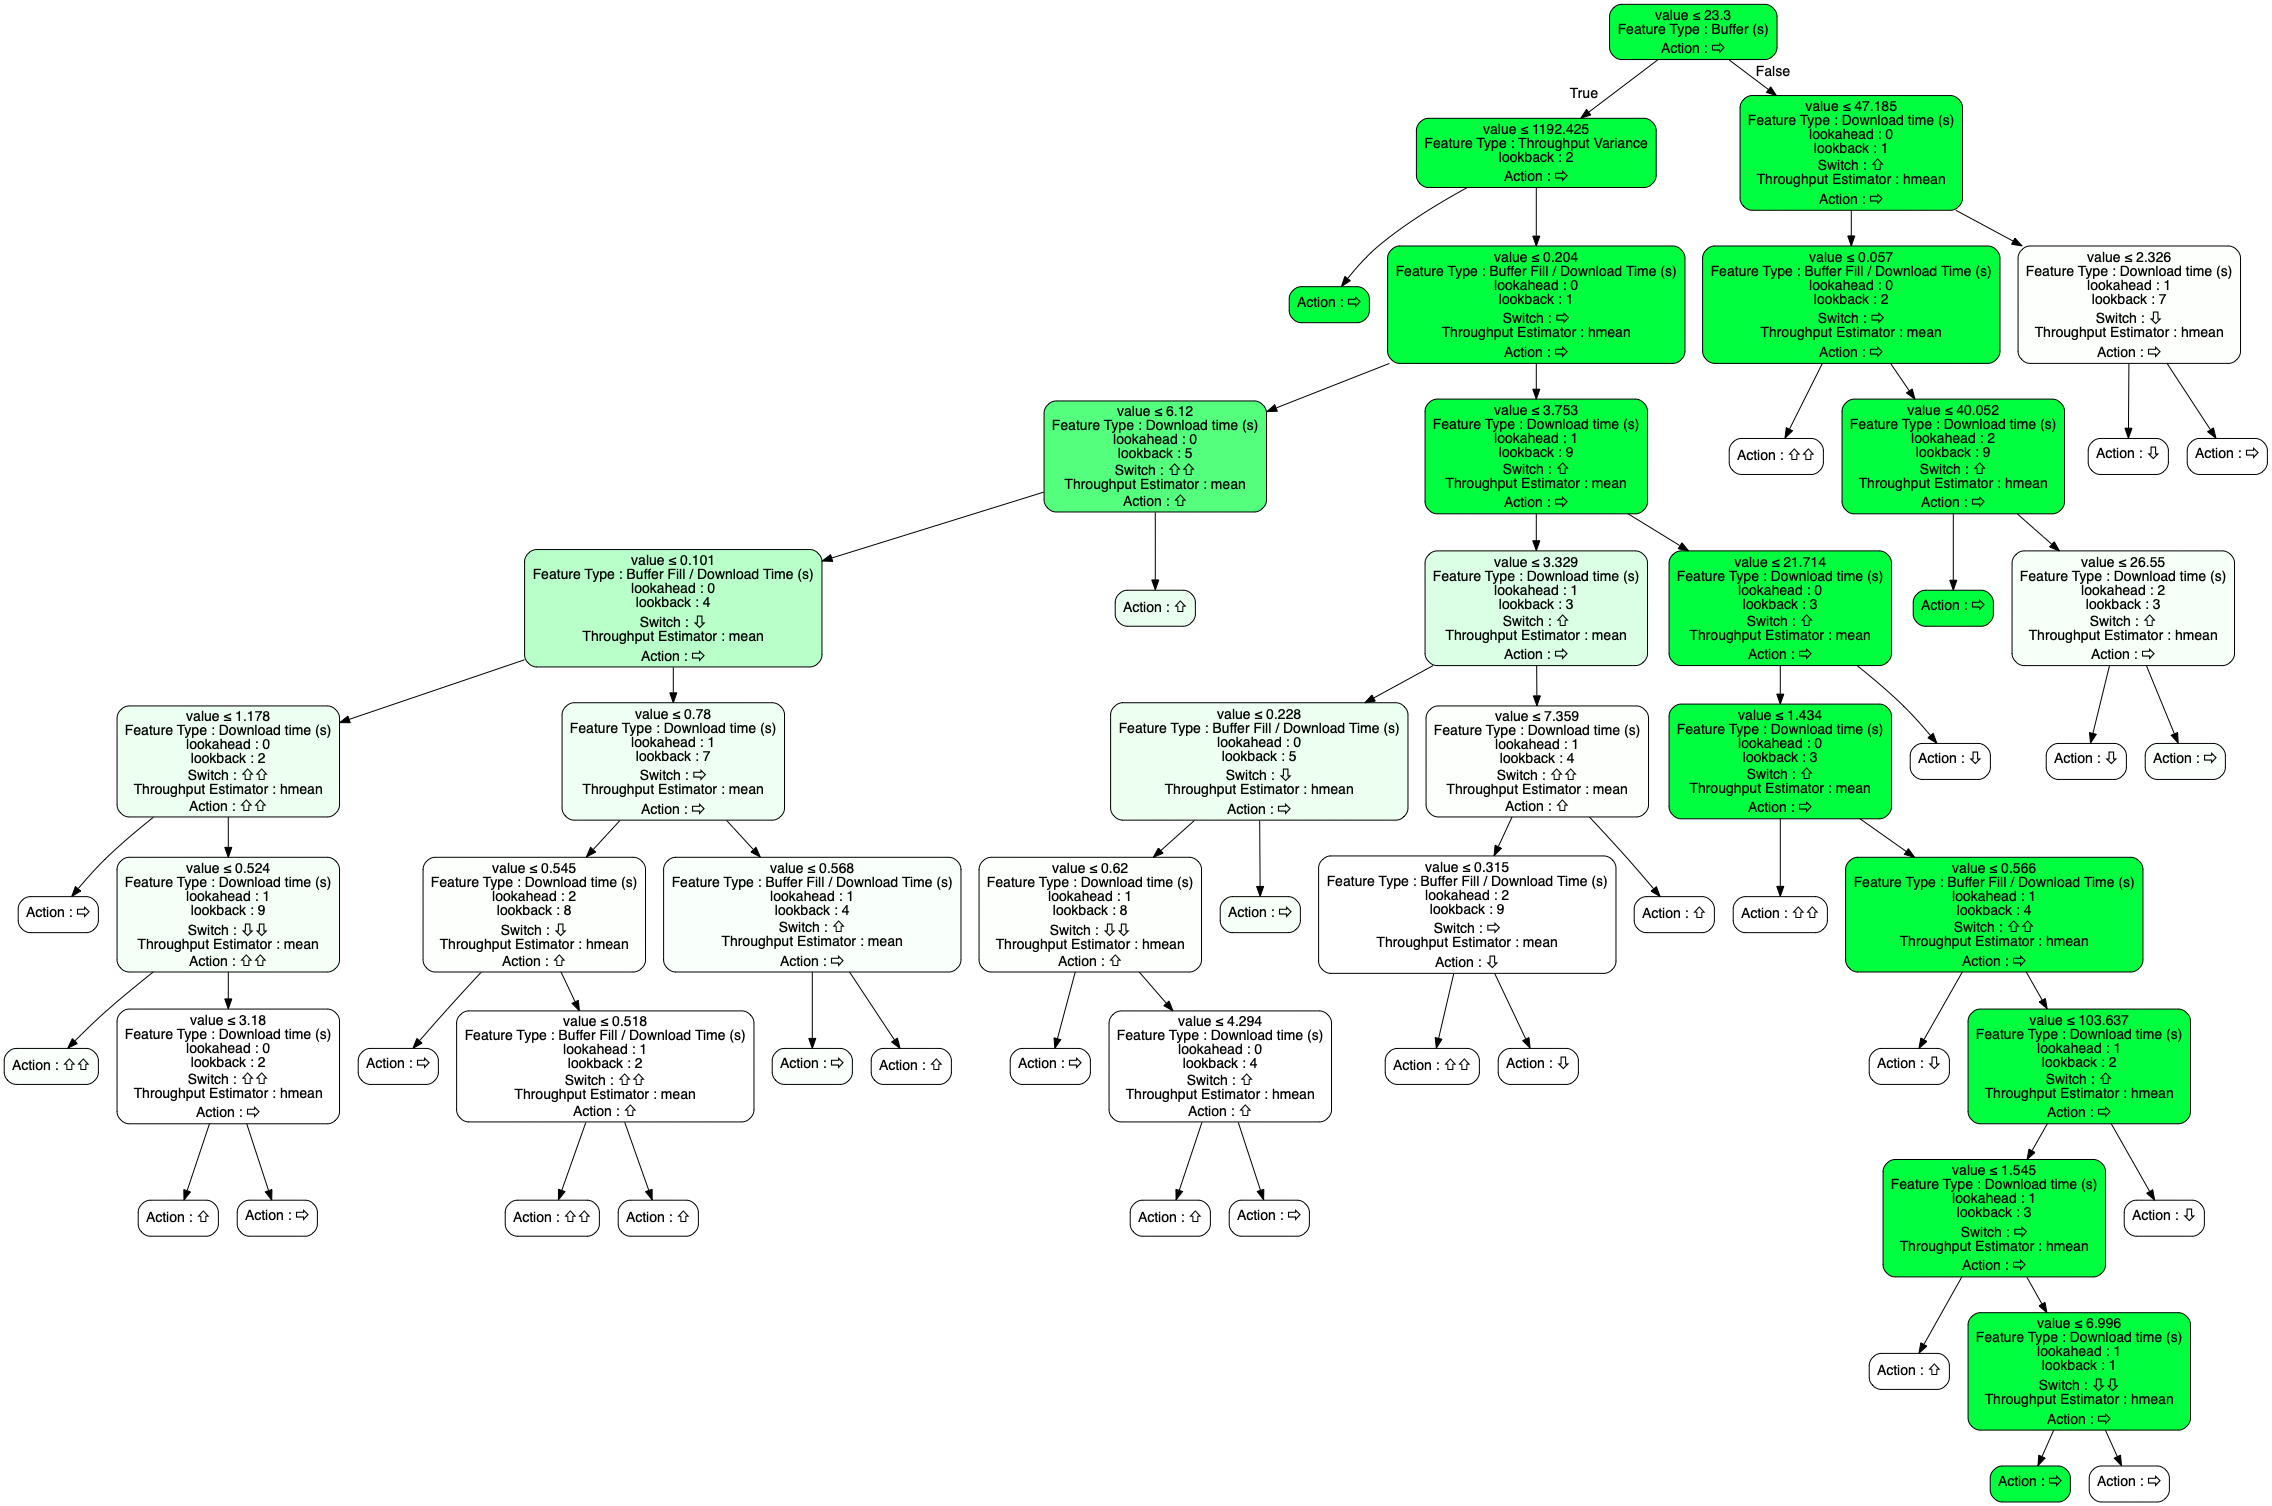 value ≤ 23.3
Feature Type : Buffer (s)
Action : ⇨
True
False
value ≤ 1192.425
Feature Type : Throughput Variance
lookback : 2
Action : ⇨
value ≤ 47.185
Feature Type : Download time (s)
lookahead : 0
lookback : 1
Switch : ⇧
Throughput Estimator : hmean
Action : ⇨
Action : ⇨
value ≤ 0.204
Feature Type : Buffer Fill / Download Time (s)
lookahead : 0
lookback : 1
Switch : ⇨
Throughput Estimator : hmean
Action : ⇨
value ≤ 0.057
Feature Type : Buffer Fill / Download Time (s)
lookahead : 0
lookback : 2
Switch : ⇨
Throughput Estimator : mean
Action : ⇨
value ≤ 2.326
Feature Type : Download time (s)
lookahead : 1
lookback : 7
Switch : ⇩
Throughput Estimator : hmean
Action : ⇨
value ≤ 6.12
Feature Type : Download time (s)
lookahead : 0
lookback : 5
Switch : ⇧⇧
Throughput Estimator : mean
Action : ⇧
value ≤ 3.753
Feature Type : Download time (s)
lookahead : 1
lookback : 9
Switch : ⇧
Throughput Estimator : mean
Action : ⇨
Action : ⇧⇧
value ≤ 40.052
Feature Type : Download time (s)
lookahead : 2
lookback : 9
Switch : ⇧
Throughput Estimator : hmean
Action : ⇨
Action : ⇩
Action : ⇨
value ≤ 0.101
Feature Type : Buffer Fill / Download Time (s)
lookahead : 0
lookback : 4
Switch : ⇩
Throughput Estimator : mean
Action : ⇨
Action : ⇧
value ≤ 3.329
Feature Type : Download time (s)
lookahead : 1
lookback : 3
Switch : ⇧
Throughput Estimator : mean
Action : ⇨
value ≤ 21.714
Feature Type : Download time (s)
lookahead : 0
lookback : 3
Switch : ⇧
Throughput Estimator : mean
Action : ⇨
Action : ⇨
value ≤ 26.55
Feature Type : Download time (s)
lookahead : 2
lookback : 3
Switch : ⇧
Throughput Estimator : hmean
Action : ⇨
value ≤ 1.178
Feature Type : Download time (s)
lookahead : 0
lookback : 2
Switch : ⇧⇧
Throughput Estimator : hmean
Action : ⇧⇧
value ≤ 0.78
Feature Type : Download time (s)
lookahead : 1
lookback : 7
Switch : ⇨
Throughput Estimator : mean
Action : ⇨
value ≤ 0.228
Feature Type : Buffer Fill / Download Time (s)
lookahead : 0
lookback : 5
Switch : ⇩
Throughput Estimator : hmean
Action : ⇨
value ≤ 7.359
Feature Type : Download time (s)
lookahead : 1
lookback : 4
Switch : ⇧⇧
Throughput Estimator : mean
Action : ⇧
value ≤ 1.434
Feature Type : Download time (s)
lookahead : 0
lookback : 3
Switch : ⇧
Throughput Estimator : mean
Action : ⇨
Action : ⇩
Action : ⇩
Action : ⇨
Action : ⇨
value ≤ 0.524
Feature Type : Download time (s)
lookahead : 1
lookback : 9
Switch : ⇩⇩
Throughput Estimator : mean
Action : ⇧⇧
value ≤ 0.545
Feature Type : Download time (s)
lookahead : 2
lookback : 8
Switch : ⇩
Throughput Estimator : hmean
Action : ⇧
value ≤ 0.568
Feature Type : Buffer Fill / Download Time (s)
lookahead : 1
lookback : 4
Switch : ⇧
Throughput Estimator : mean
Action : ⇨
value ≤ 0.62
Feature Type : Download time (s)
lookahead : 1
lookback : 8
Switch : ⇩⇩
Throughput Estimator : hmean
Action : ⇧
Action : ⇨
value ≤ 0.315
Feature Type : Buffer Fill / Download Time (s)
lookahead : 2
lookback : 9
Switch : ⇨
Throughput Estimator : mean
Action : ⇩
Action : ⇧
Action : ⇧⇧
value ≤ 0.566
Feature Type : Buffer Fill / Download Time (s)
lookahead : 1
lookback : 4
Switch : ⇧⇧
Throughput Estimator : hmean
Action : ⇨
Action : ⇧⇧
value ≤ 3.18
Feature Type : Download time (s)
lookahead : 0
lookback : 2
Switch : ⇧⇧
Throughput Estimator : hmean
Action : ⇨
Action : ⇨
value ≤ 0.518
Feature Type : Buffer Fill / Download Time (s)
lookahead : 1
lookback : 2
Switch : ⇧⇧
Throughput Estimator : mean
Action : ⇧
Action : ⇨
Action : ⇧
Action : ⇨
value ≤ 4.294
Feature Type : Download time (s)
lookahead : 0
lookback : 4
Switch : ⇧
Throughput Estimator : hmean
Action : ⇧
Action : ⇧⇧
Action : ⇩
Action : ⇩
value ≤ 103.637
Feature Type : Download time (s)
lookahead : 1
lookback : 2
Switch : ⇧
Throughput Estimator : hmean
Action : ⇨
Action : ⇧
Action : ⇨
Action : ⇧⇧
Action : ⇧
Action : ⇧
Action : ⇨
value ≤ 1.545
Feature Type : Download time (s)
lookahead : 1
lookback : 3
Switch : ⇨
Throughput Estimator : hmean
Action : ⇨
Action : ⇩
Action : ⇧
value ≤ 6.996
Feature Type : Download time (s)
lookahead : 1
lookback : 1
Switch : ⇩⇩
Throughput Estimator : hmean
Action : ⇨
Action : ⇨
Action : ⇨